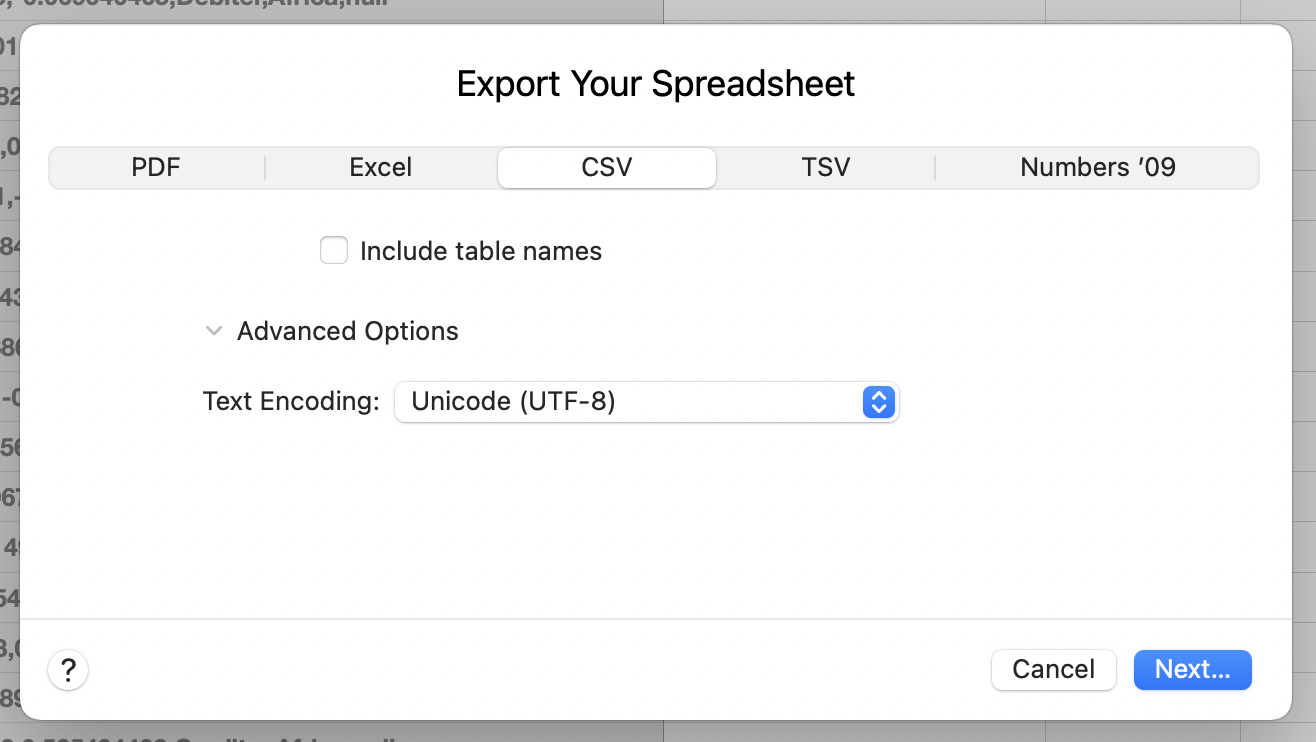 Export Your Spreadsheet
PDF Excel CSV TSV Numbers ’09
Include table names
Advanced Options
Text Encoding: Unicode (UTF-8)
?
Cancel Next...